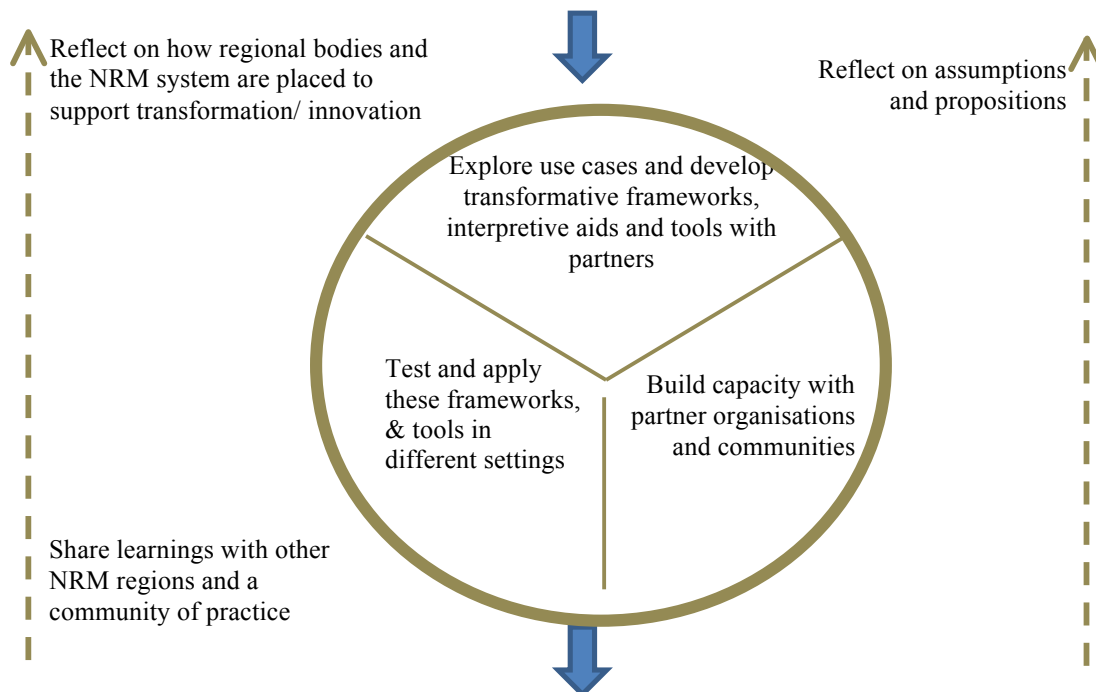 Reflect on how regional bodies and
the NRM system are placed to
support transformation/ innovation
Reflect on assumptions
and propositions
Explore use cases and develop
transformative frameworks,
interpretive aids and tools with
partners
Test and apply
these frameworks,
& tools in
different settings
Build capacity with
partner organisations
and communities
Share learnings with other
NRM regions and a
community of practice